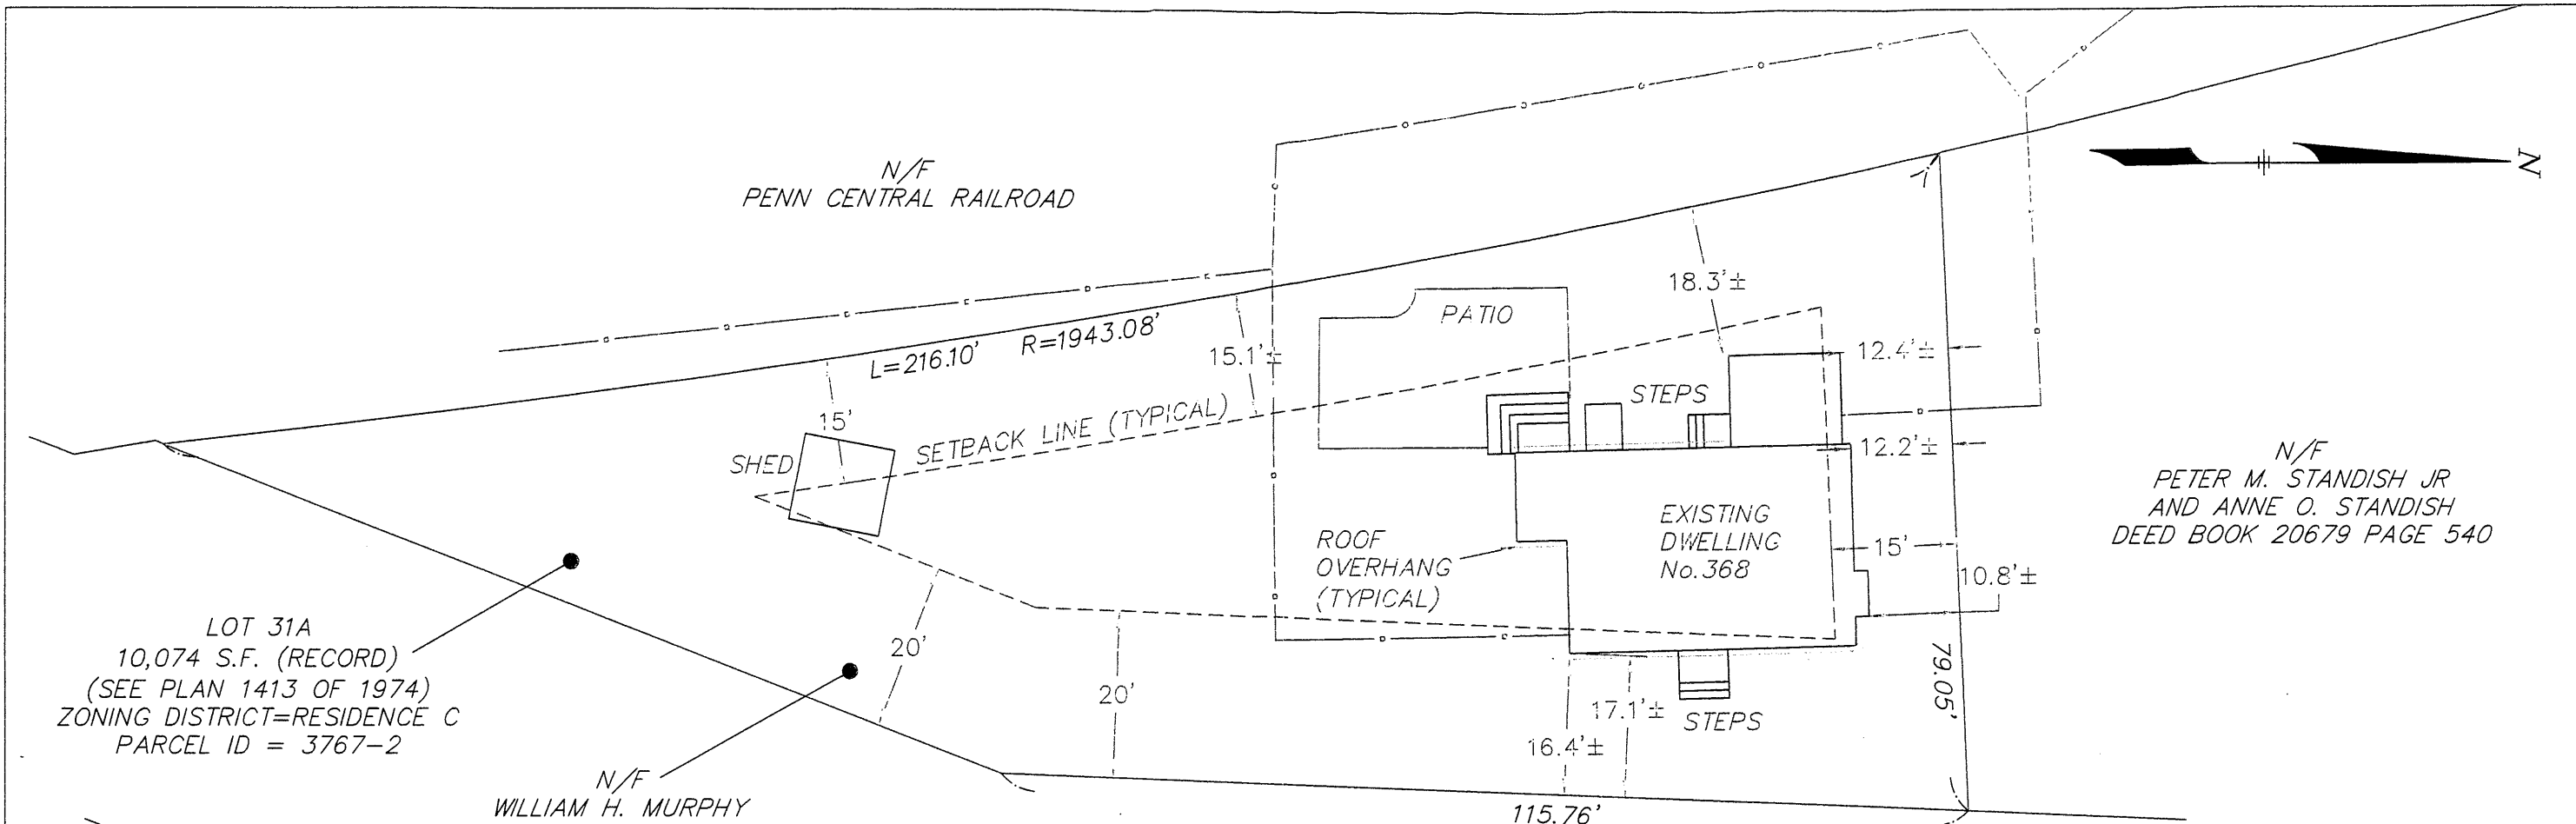 N/F
PENN CENTRAL RAILROAD
N
L=216.10' R=1943.08'
15.1'±
18.3'±
PATIO
12.4'±
STEPS
12.2'±
15'
SHED
SETBACK LINE (TYPICAL)
N/F
PETER M. STANDISH JR
AND ANNE O. STANDISH
DEED BOOK 20679 PAGE 540
EXISTING
DWELLING
No.368
ROOF
OVERHANG
(TYPICAL)
15'
10.8'±
79.05'
LOT 31A
10,074 S.F. (RECORD)
(SEE PLAN 1413 OF 1974)
ZONING DISTRICT=RESIDENCE C
PARCEL ID = 3767-2
20'
20'
17.1'±
STEPS
16.4'±
N/F
WILLIAM H. MURPHY
115.76'